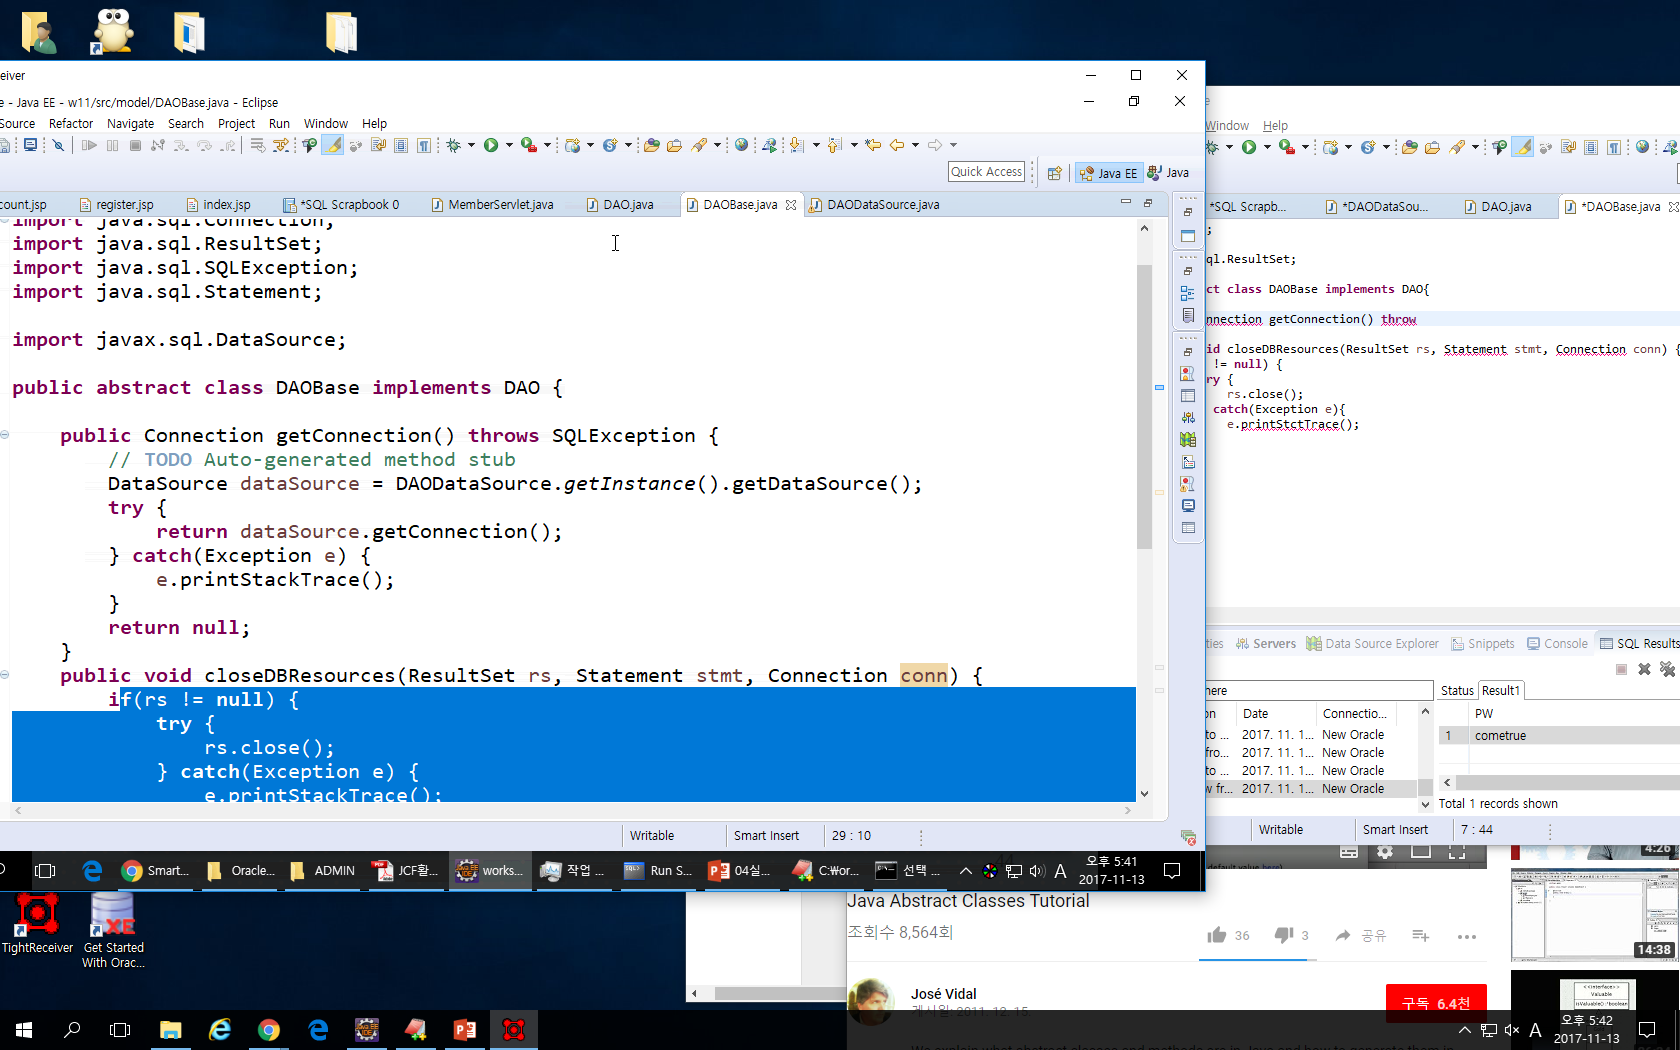 eiver
e - Java EE - w11/src/model/DAOBase.java - Eclipse
Source Refactor Navigate Search Project Run Window Help
Quick Access
Java EE
Java
count.jsp
register.jsp
index.jsp
*SQL Scrapbook 0
MemberServlet.java
DAO.java
DAOBase.java
DAODataSource.java
import java.sql.Connection;
import java.sql.ResultSet;
import java.sql.SQLException;
import java.sql.Statement;
import javax.sql.DataSource;
public abstract class DAOBase implements DAO {
public Connection getConnection() throws SQLException {
// TODO Auto-generated method stub
DataSource dataSource = DAODataSource.getInstance().getDataSource();
try {
return dataSource.getConnection();
} catch(Exception e) {
e.printStackTrace();
}
return null;
}
public void closeDBResources(ResultSet rs, Statement stmt, Connection conn) {
if(rs != null) {
try {
rs.close();
} catch(Exception e) {
e.printStackTrace();
Writable
Smart Insert
29 : 10
Smart...
Oracle...
ADMIN
JCF활...
works...
작업 ...
Run S...
04실...
C:\wor...
선택 ...
A
오후 5:41
2017-11-13
e
Window Help
*SQL Scrapb...
*DAODataSou...
DAO.java
*DAOBase.java
;
ql.ResultSet;
ct class DAOBase implements DAO{
nnection getConnection() throw
id closeDBResources(ResultSet rs, Statement stmt, Connection conn) {
!= null) {
ry {
rs.close();
catch(Exception e){
e.printStctTrace();
ties
Servers
Data Source Explorer
Snippets
Console
SQL Results
here
Status
Result1
on
Date
Connectio...
PW
to ...
2017. 11. 1...
New Oracle
1
cometrue
fro...
2017. 11. 1...
New Oracle
to ...
2017. 11. 1...
New Oracle
w fr...
2017. 11. 1...
New Oracle
Total 1 records shown
Writable
Smart Insert
7 : 44
default value here)
4:26
Java Abstract Classes Tutorial
조회수 8,564회
36
3
공유
14:38
José Vidal
게시일: 2011. 12. 15.
구독 6.4천
<<interface>>
Valuable
TightReceiver
Get Started
With Orac...
A
오후 5:42
2017-11-13